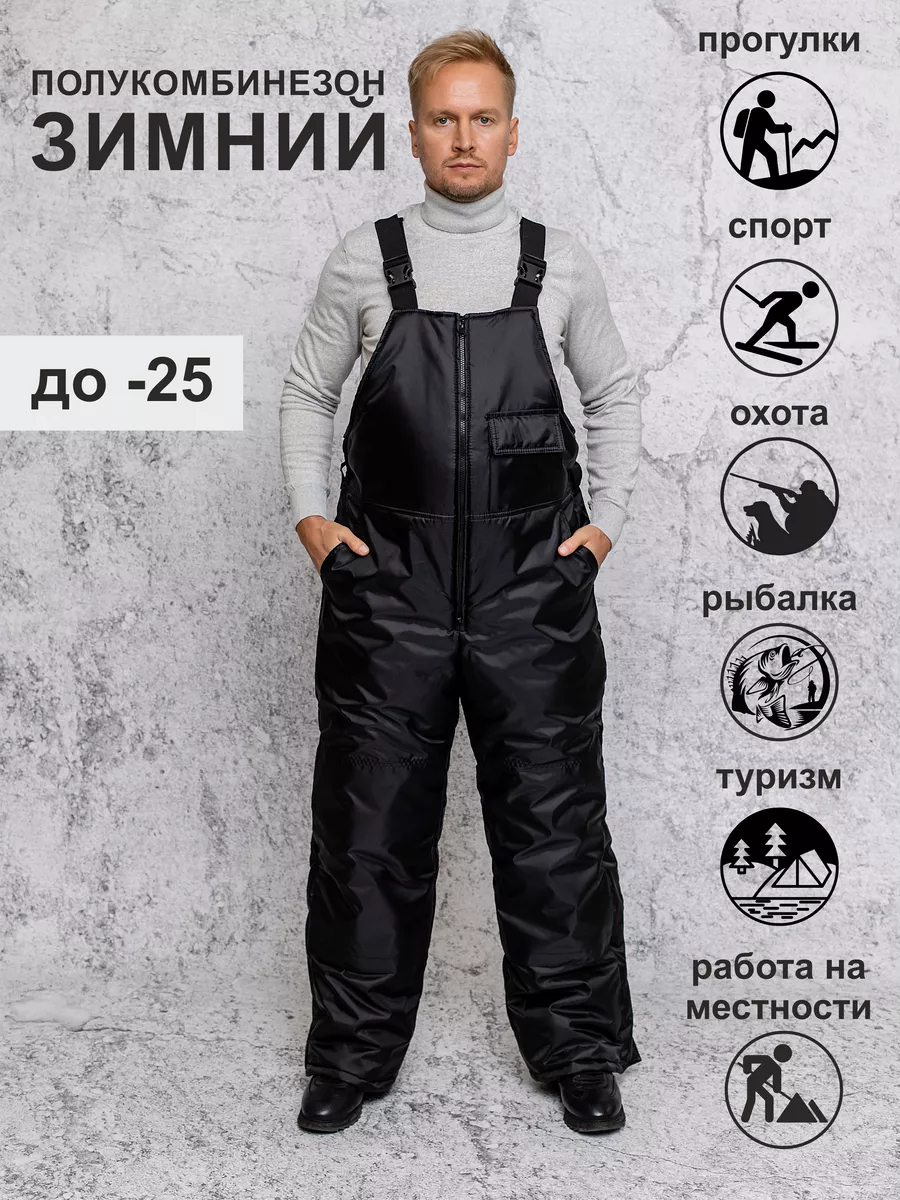 ПОЛУКОМБИНЕЗОН
ЗИМНИЙ
до -25
прогулки
спорт
охота
рыбалка
туризм
работа на
местности